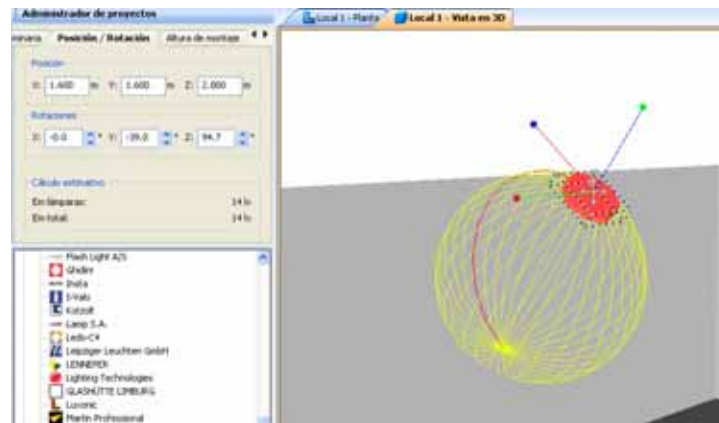 Administrador de proyectos
Local 1 - Planta
Local 1 - Vista en 3D
Posición / Rotación
Altura de montaje
Posición
X: 1.600 m Y: 1.600 m Z: 2.000 m
Rotaciones
X: -0.0 ° Y: -39.0 ° Z: 94.7 °
Cálculo estimativo
En lámparas: 14 lx
En total: 14 lx
Flash Light A/S
Ghidini
Insta
I-Valo
Kotzolt
Lamp S.A.
Leds-C4
Leipziger Leuchten GmbH
LENNEPER
Lighting Technologies
GLASHÜTTE LIMBURG
Luxonic
Martin Professional